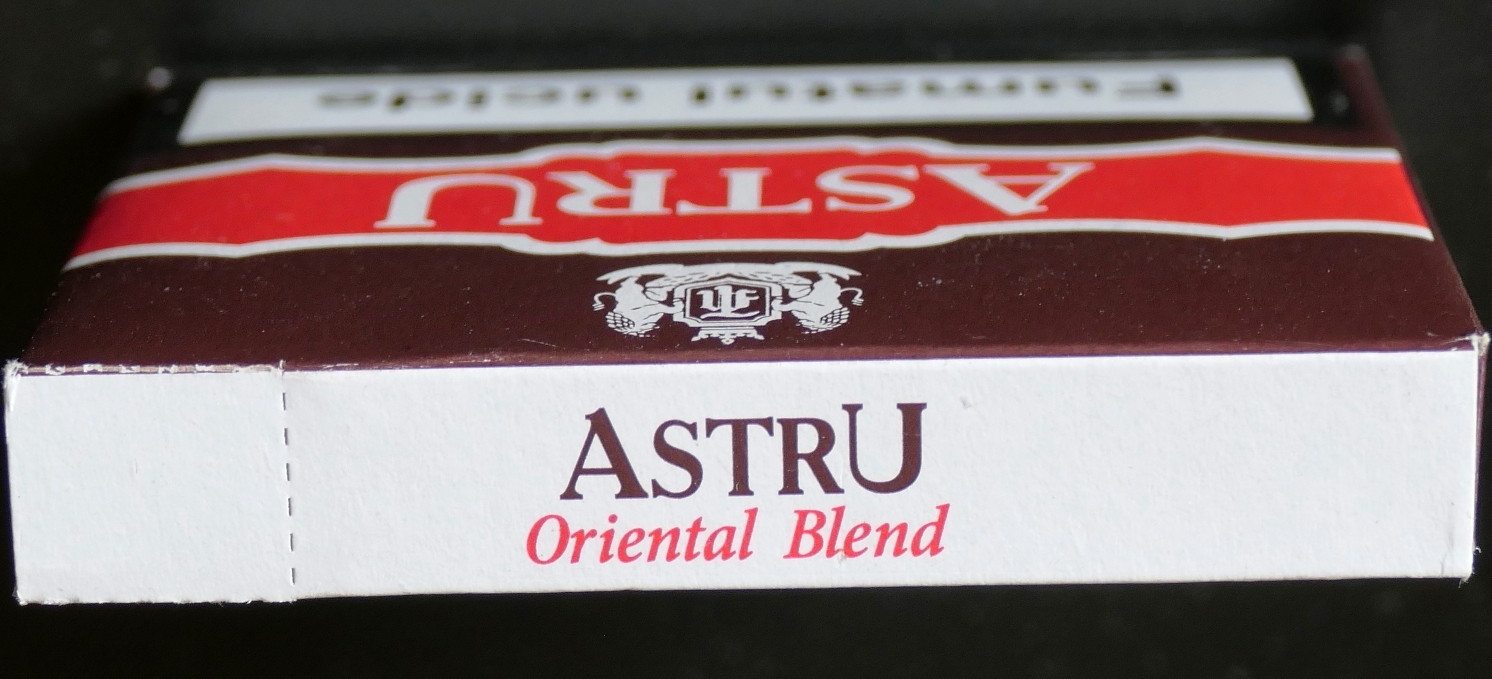 Fumatul ucide
ASTRU
ASTRU
Oriental Blend